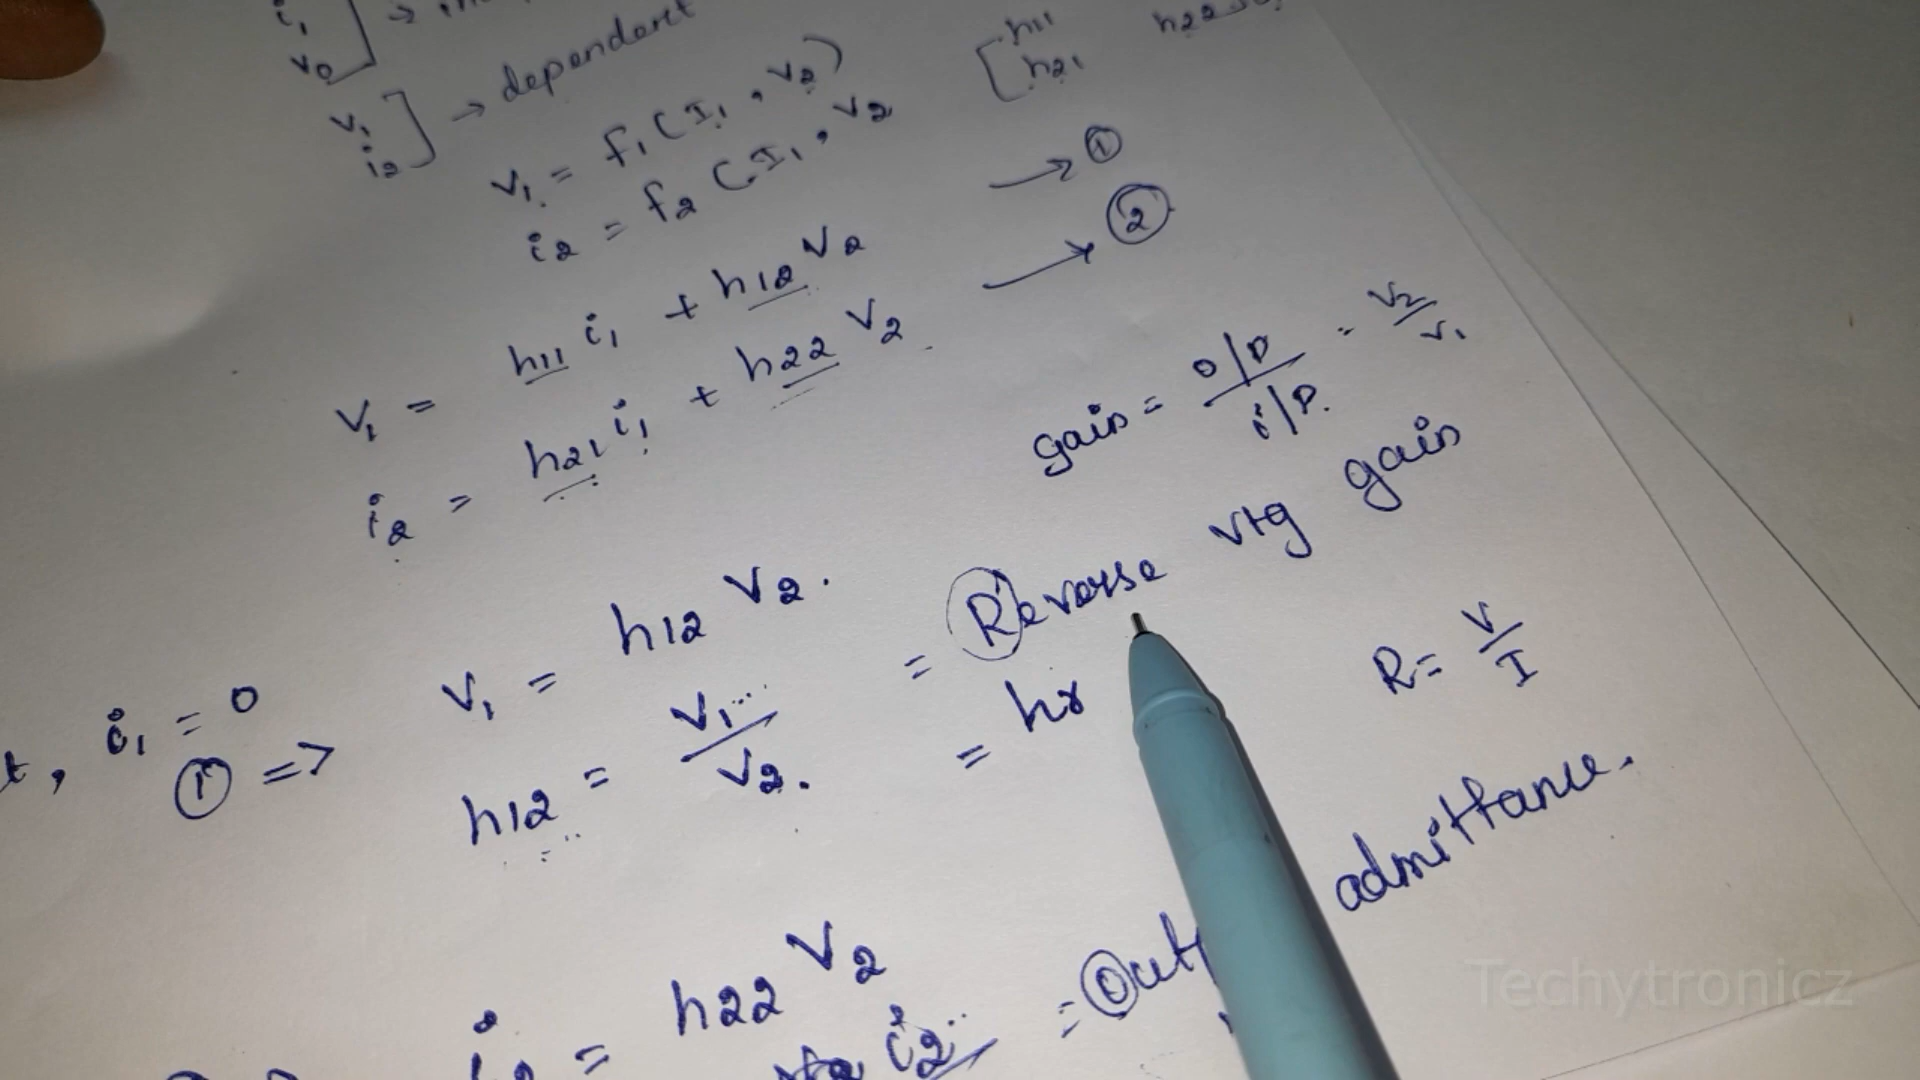 i₁
v₀ ] →
v₁
i₂ ] → dependent
[ h11
h21 h22
v₁ = f₁ (I₁, v₂)
i₂ = f₂ (I₁, v₂
v₁ = h11 i₁ + h12 v₂ → ①
i₂ = h21 i₁ + h22 v₂ → ②
gain = o/p / i/p. = v₂ / v₁
, i₁ = 0
① => v₁ = h12 v₂.
h12 = v₁ / v₂. = Reverse vtg gain
= hr
R = V / I
= h22 v₂
i₂ = admittance.
Techytronicz